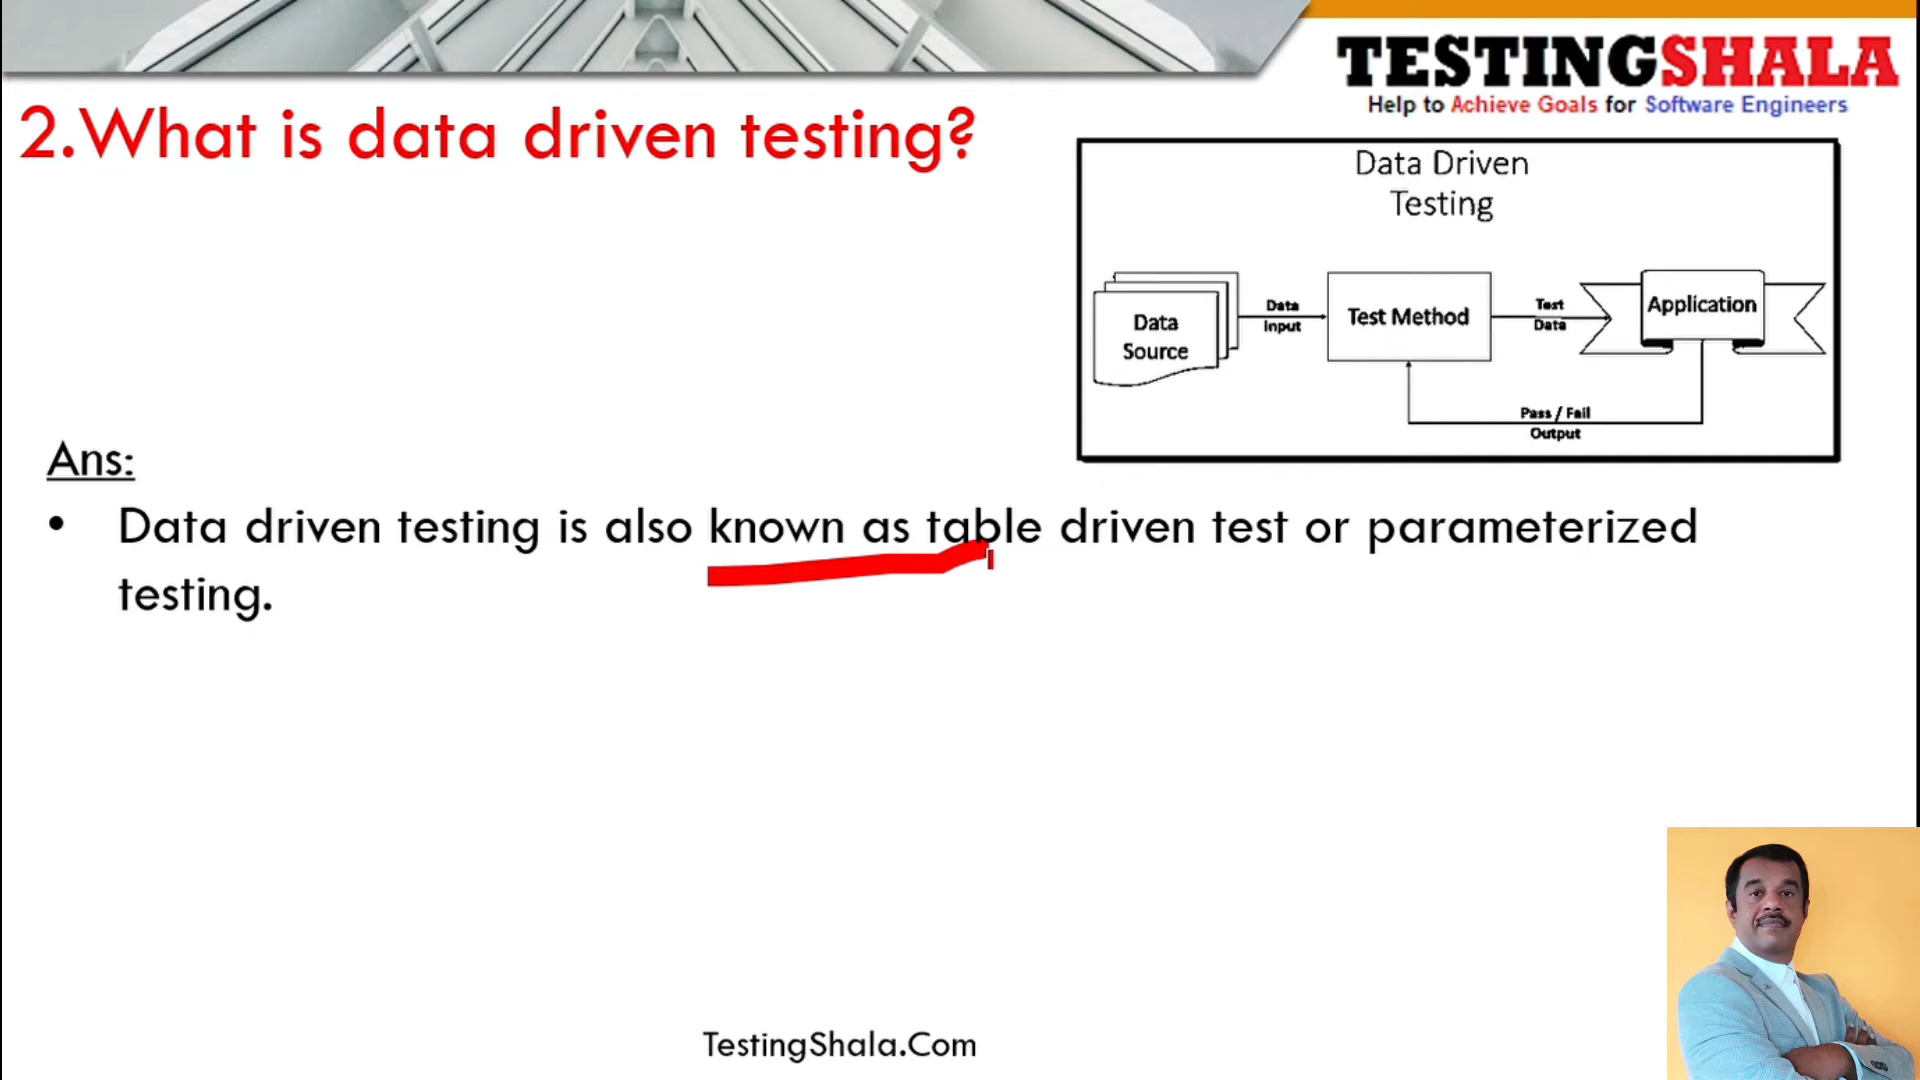 TESTINGSHALA
Help to Achieve Goals for Software Engineers
2.What is data driven testing?
Data Driven
Testing
Data
Source
Data
Input
Test Method
Test
Data
Application
Pass / Fail
Output
Ans:
• Data driven testing is also known as table driven test or parameterized
testing.
TestingShala.Com